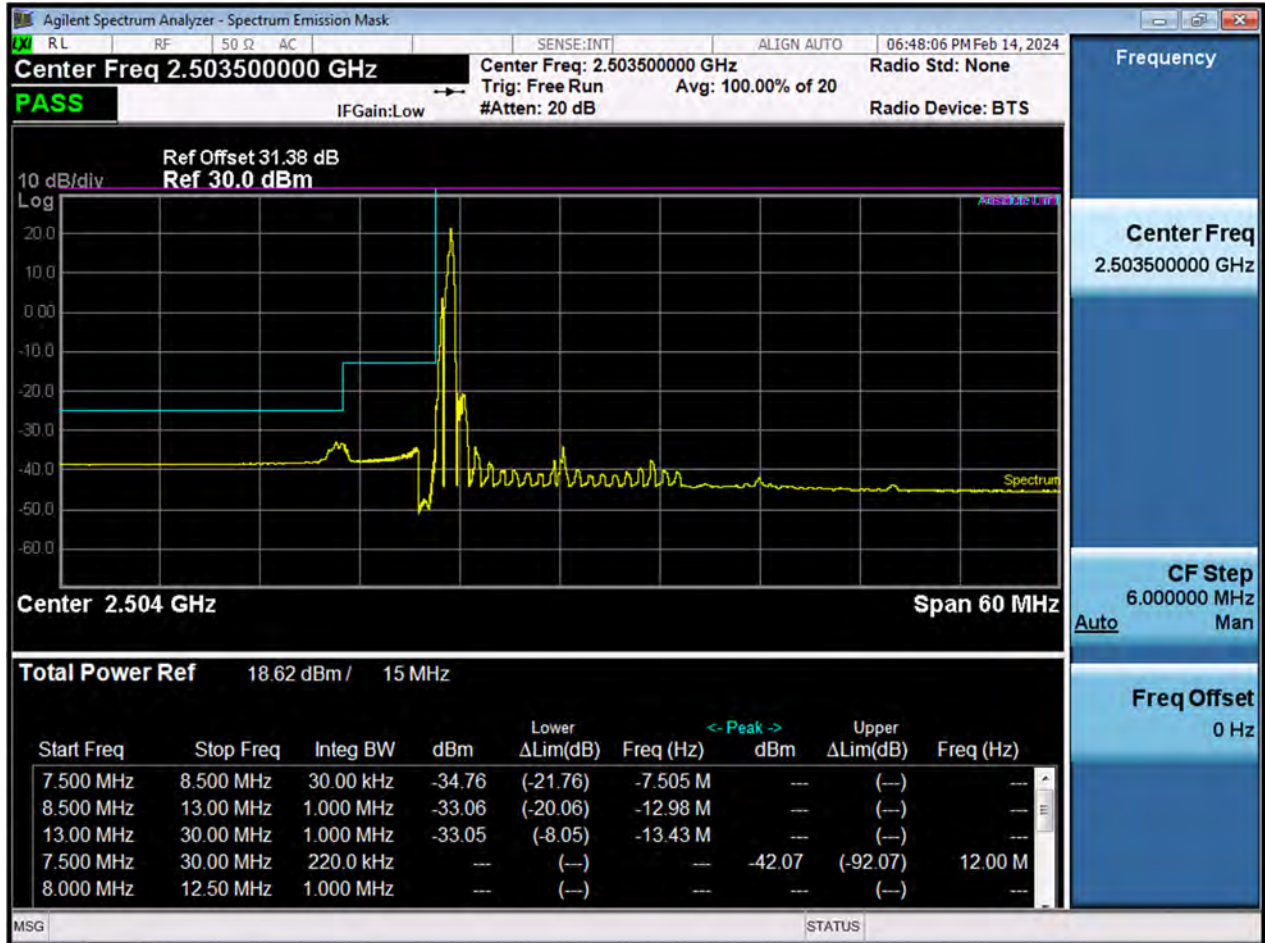 Agilent Spectrum Analyzer - Spectrum Emission Mask
LXI RL RF 50 Ω AC SENSE:INT ALIGN AUTO 06:48:06 PM Feb 14, 2024
Center Freq 2.503500000 GHz
Center Freq: 2.503500000 GHz
Radio Std: None
Trig: Free Run Avg: 100.00% of 20
PASS
IFGain:Low
#Atten: 20 dB
Radio Device: BTS
Ref Offset 31.38 dB
10 dB/div Ref 30.0 dBm
Log
Absolute Limit
20.0
10.0
0.00
-10.0
-20.0
-30.0
-40.0
Spectrum
-50.0
-60.0
Center 2.504 GHz
Span 60 MHz
Total Power Ref 18.62 dBm / 15 MHz
Lower <- Peak -> Upper
Start Freq Stop Freq Integ BW dBm ΔLim(dB) Freq (Hz) dBm ΔLim(dB) Freq (Hz)
7.500 MHz 8.500 MHz 30.00 kHz -34.76 (-21.76) -7.505 M --- (---) ---
8.500 MHz 13.00 MHz 1.000 MHz -33.06 (-20.06) -12.98 M --- (---) ---
13.00 MHz 30.00 MHz 1.000 MHz -33.05 (-8.05) -13.43 M --- (---) ---
7.500 MHz 30.00 MHz 220.0 kHz --- (---) --- -42.07 (-92.07) 12.00 M
8.000 MHz 12.50 MHz 1.000 MHz --- (---) --- --- (---) ---
MSG STATUS
Frequency
Center Freq
2.503500000 GHz
CF Step
6.000000 MHz
Auto Man
Freq Offset
0 Hz